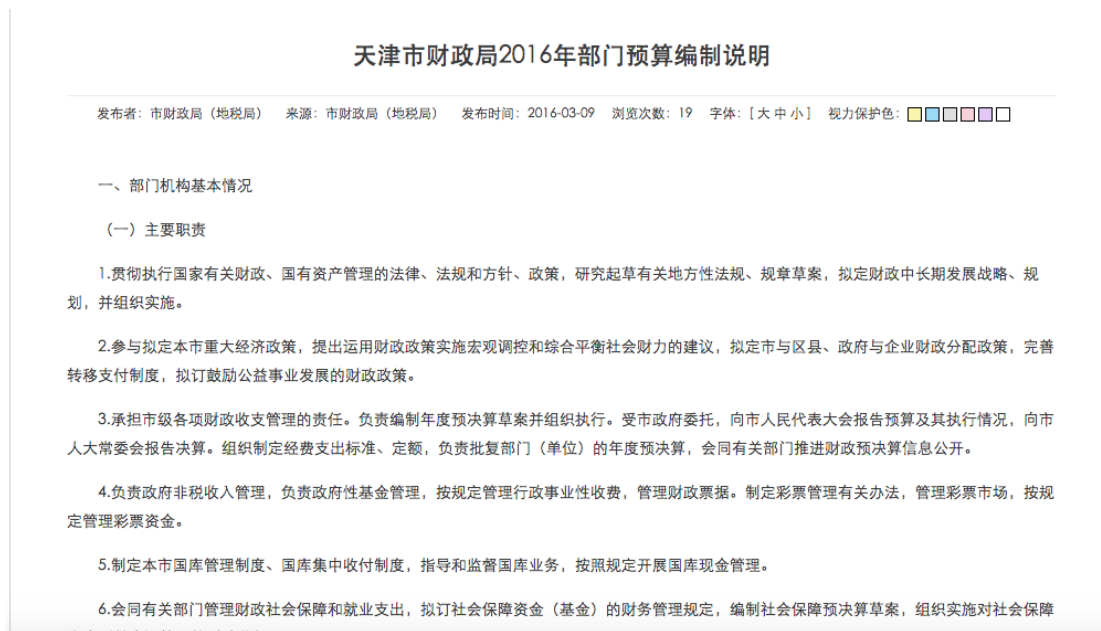 天津市财政局2016年部门预算编制说明
发布者：市财政局（地税局） 来源：市财政局（地税局） 发布时间：2016-03-09 浏览次数：19 字体：[ 大 中 小 ] 视力保护色：
一、部门机构基本情况
（一）主要职责
1.贯彻执行国家有关财政、国有资产管理的法律、法规和方针、政策，研究起草有关地方性法规、规章草案，拟定财政中长期发展战略、规
划，并组织实施。
2.参与拟定本市重大经济政策，提出运用财政政策实施宏观调控和综合平衡社会财力的建议，拟定市与区县、政府与企业财政分配政策，完善
转移支付制度，拟订鼓励公益事业发展的财政政策。
3.承担市级各项财政收支管理的责任。负责编制年度预决算草案并组织执行。受市政府委托，向市人民代表大会报告预算及其执行情况，向市
人大常委会报告决算。组织制定经费支出标准、定额，负责批复部门（单位）的年度预决算，会同有关部门推进财政预决算信息公开。
4.负责政府非税收入管理，负责政府性基金管理，按规定管理行政事业性收费，管理财政票据。制定彩票管理有关办法，管理彩票市场，按规
定管理彩票资金。
5.制定本市国库管理制度、国库集中收付制度，指导和监督国库业务，按照规定开展国库现金管理。
6.会同有关部门管理财政社会保障和就业支出，拟订社会保障资金（基金）的财务管理规定，编制社会保障预决算草案，组织实施对社会保障